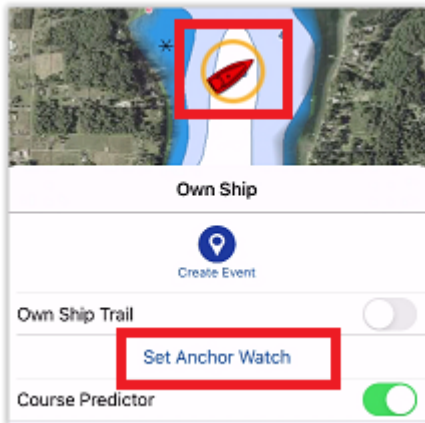 Own Ship
Create Event
Own Ship Trail
Set Anchor Watch
Course Predictor